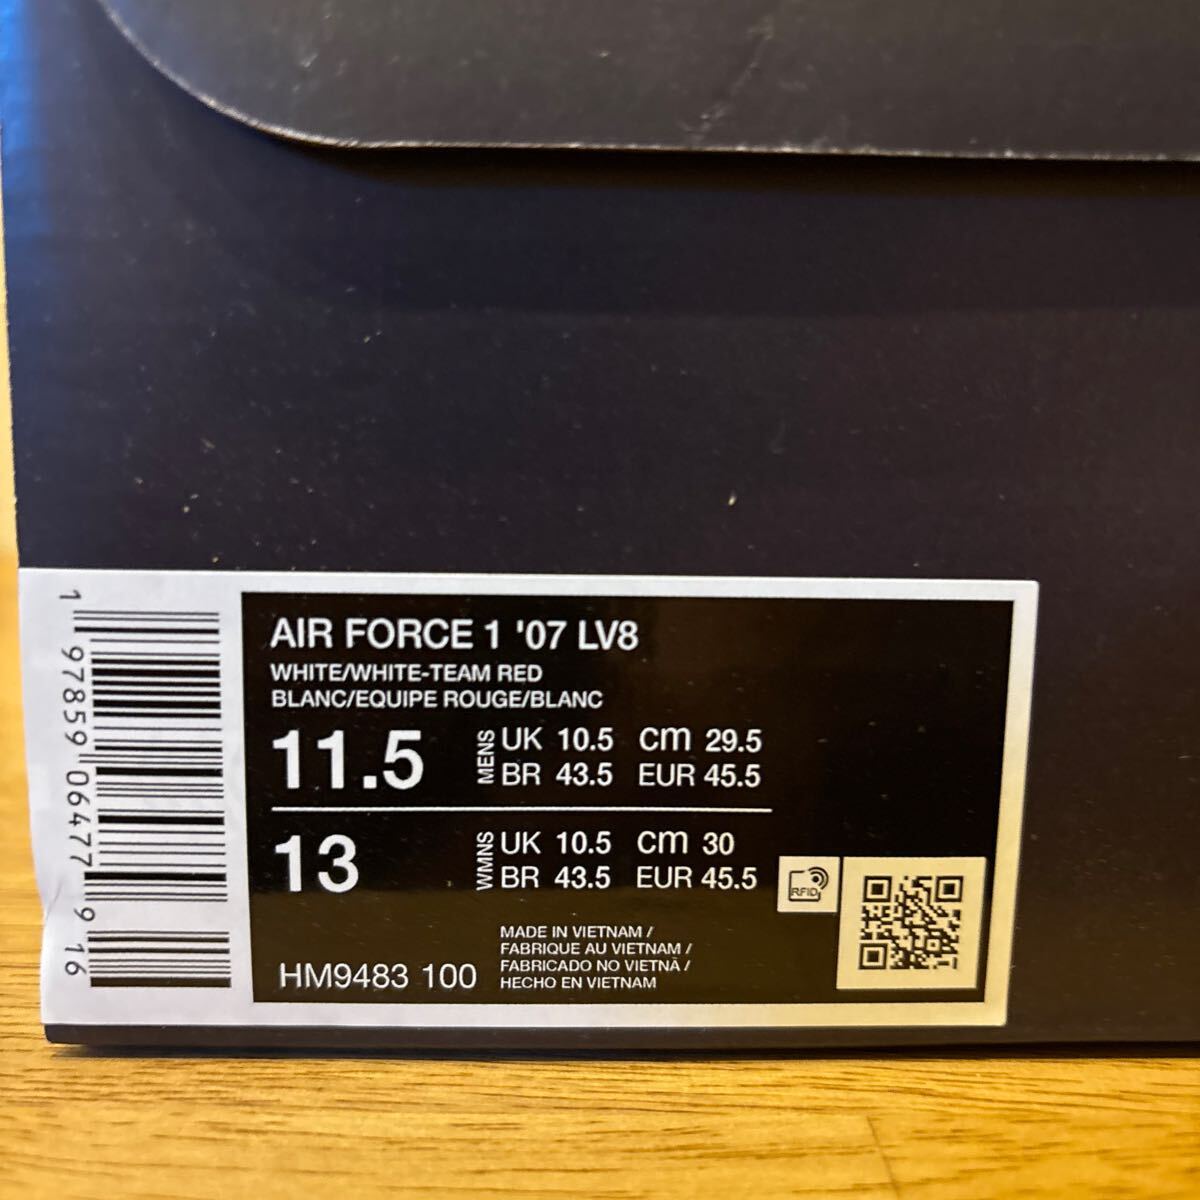 AIR FORCE 1 '07 LV8
WHITE/WHITE-TEAM RED
BLANC/EQUIPE ROUGE/BLANC
11.5 MENS UK 10.5 cm 29.5
BR 43.5 EUR 45.5
13 WMNS UK 10.5 cm 30
BR 43.5 EUR 45.5
RFID
MADE IN VIETNAM /
FABRIQUE AU VIETNAM /
FABRICADO NO VIETNÃ /
HECHO EN VIETNAM
HM9483 100
1 97859 06477 9 16